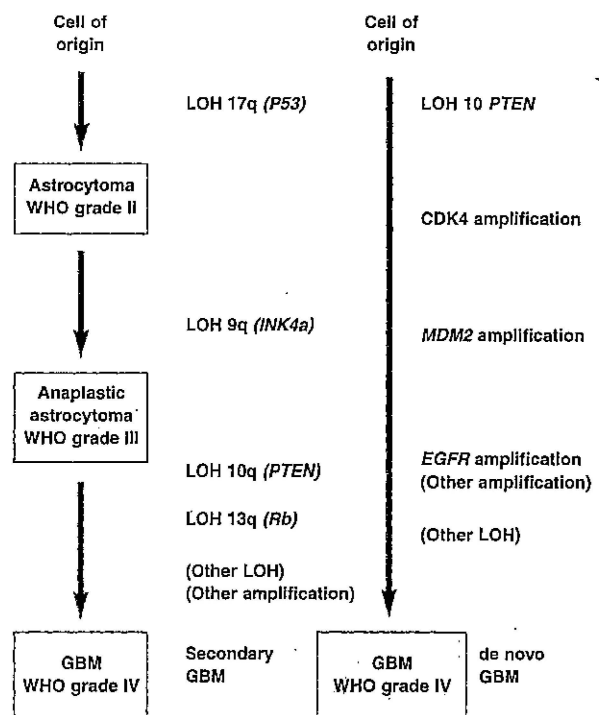 Cell of
origin
LOH 17q (P53)
Astrocytoma
WHO grade II
LOH 9q (INK4a)
Anaplastic
astrocytoma
WHO grade III
LOH 10q (PTEN)
LOH 13q (Rb)
(Other LOH)
(Other amplification)
GBM
WHO grade IV
Secondary
GBM
Cell of
origin
LOH 10 PTEN
CDK4 amplification
MDM2 amplification
EGFR amplification
(Other amplification)
(Other LOH)
GBM
WHO grade IV
de novo
GBM